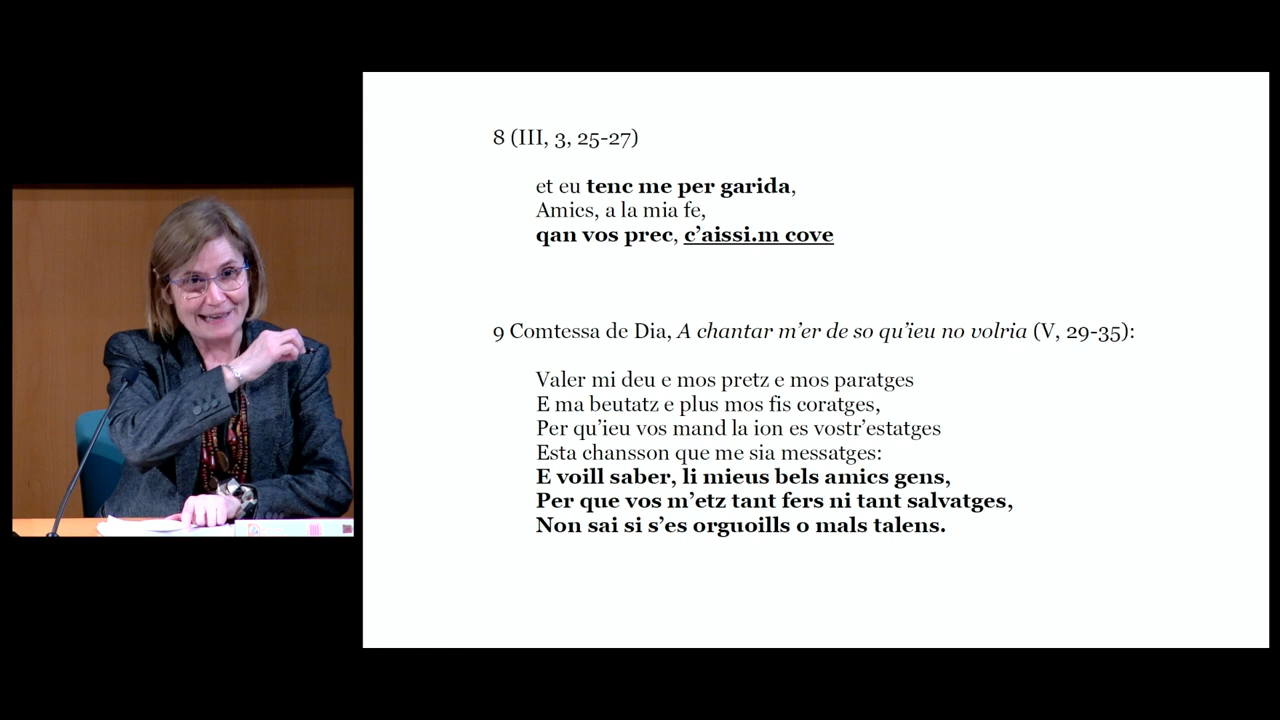 8 (III, 3, 25-27)
et eu tenc me per garida,
Amics, a la mia fe,
qan vos prec, c’aissi.m cove
9 Comtessa de Dia, A chantar m’er de so qu’ieu no volria (V, 29-35):
Valer mi deu e mos pretz e mos paratges
E ma beutatz e plus mos fis coratges,
Per qu’ieu vos mand la ion es vostr’estatges
Esta chansson que me sia messatges:
E voill saber, li mieus bels amics gens,
Per que vos m’etz tant fers ni tant salvatges,
Non sai si s’es orguoills o mals talens.